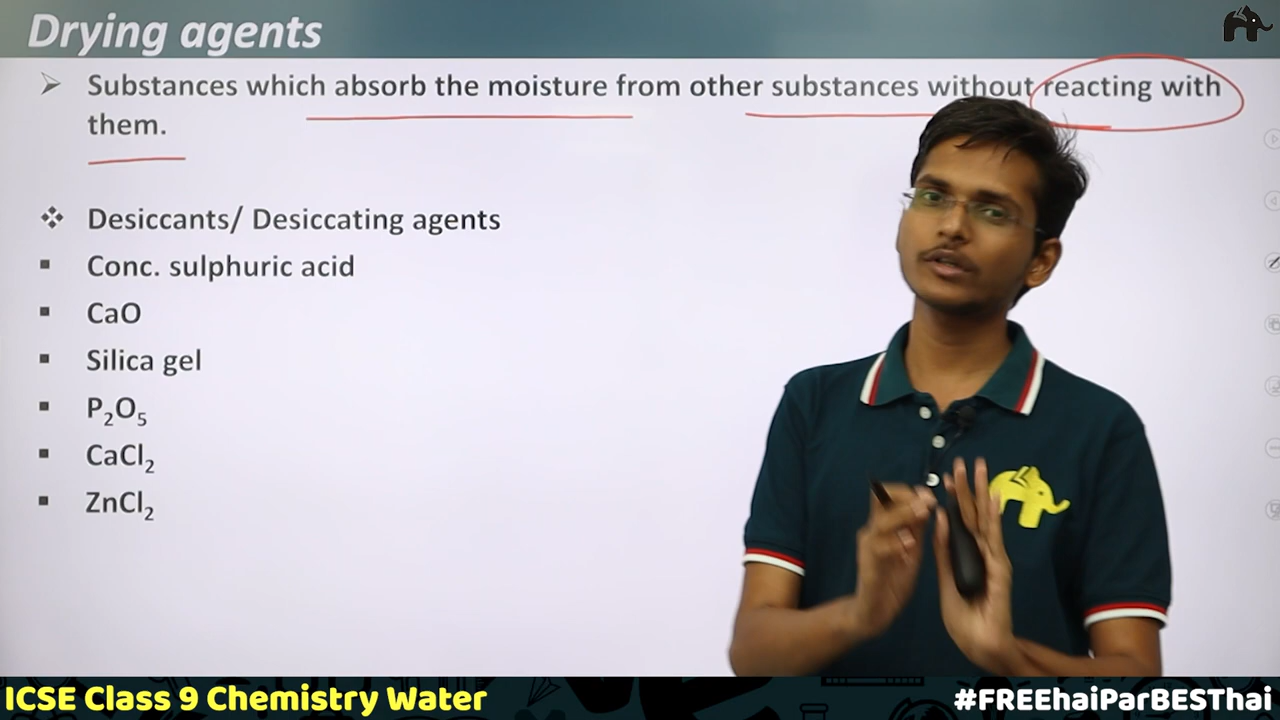 Drying agents
➢ Substances which absorb the moisture from other substances without reacting with
them.
❖ Desiccants/ Desiccating agents
▪ Conc. sulphuric acid
▪ CaO
▪ Silica gel
▪ P₂O₅
▪ CaCl₂
▪ ZnCl₂
ICSE Class 9 Chemistry Water
#FREEhaiParBESThai